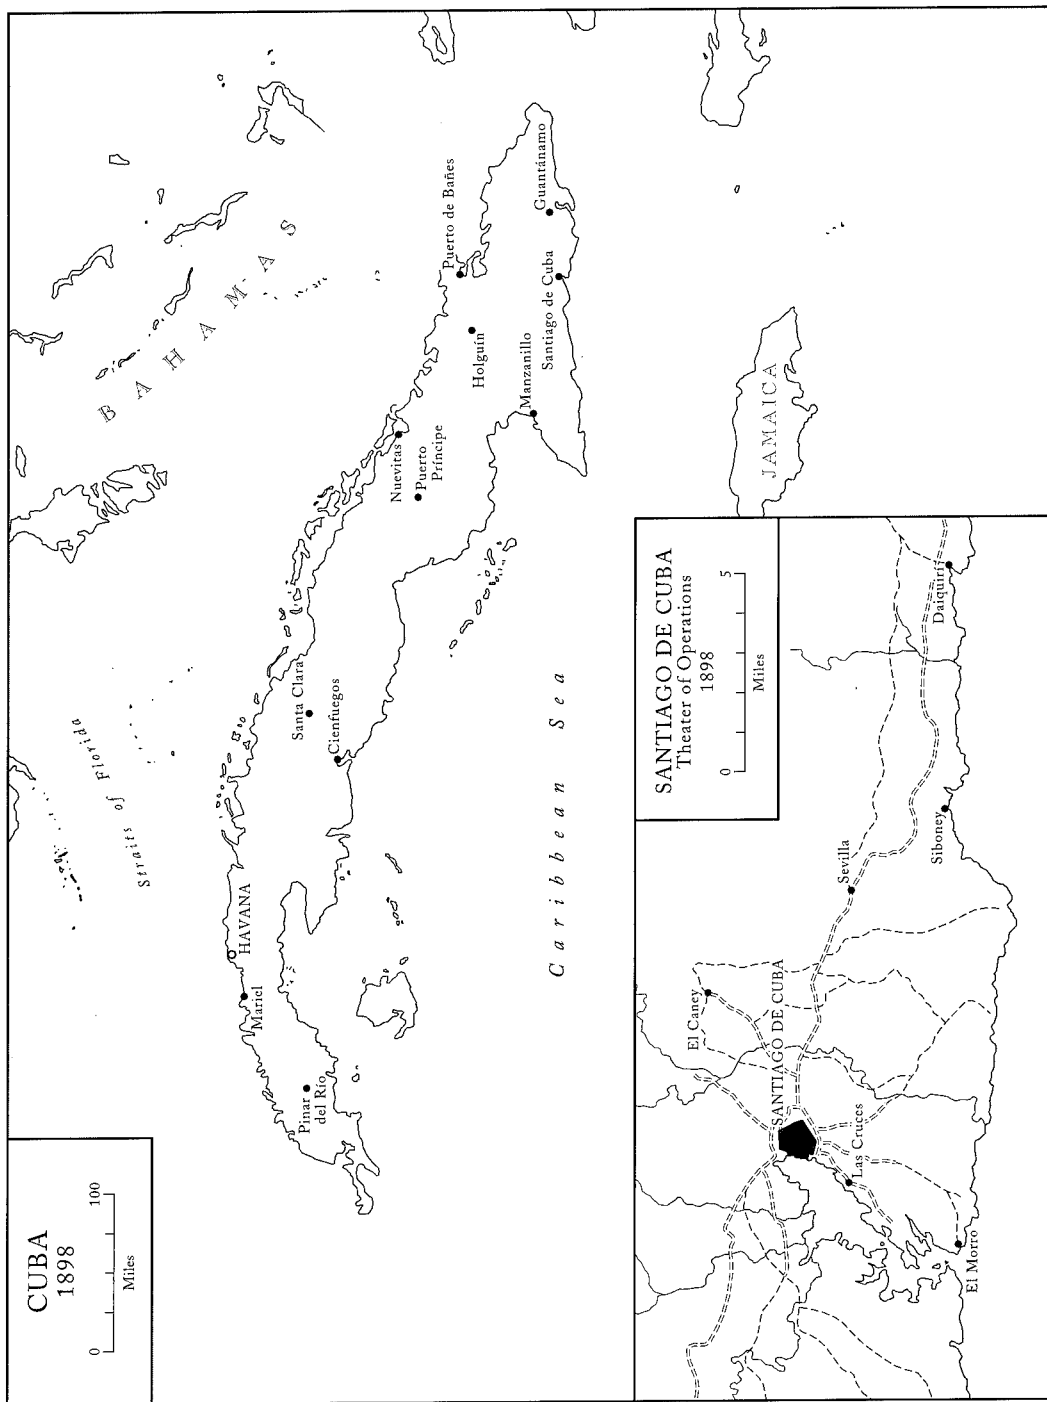 CUBA
1898
0
100
Miles
Straits of Florida
BAHAMAS
HAVANA
Mariel
Pinar
del Río
Santa Clara
Cienfuegos
Nuevitas
Puerto
Príncipe
Puerto de Bañes
Holguín
Manzanillo
Santiago de Cuba
Guantánamo
Caribbean Sea
JAMAICA
SANTIAGO DE CUBA
Theater of Operations
1898
0
5
Miles
El Caney
SANTIAGO DE CUBA
Las Cruces
El Morro
Sevilla
Siboney
Daiquirí